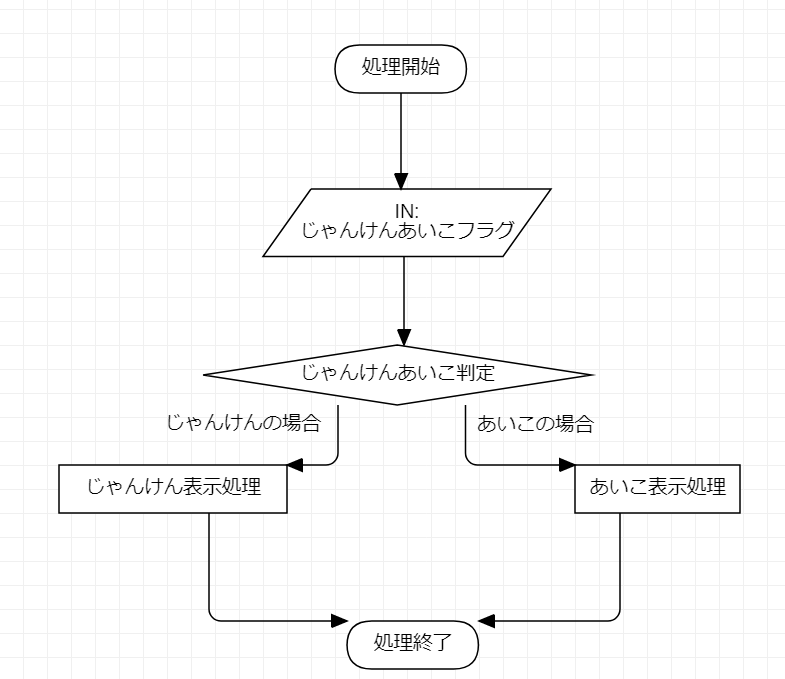 処理開始
IN:
じゃんけんあいこフラグ
じゃんけんあいこ判定
じゃんけんの場合
あいこの場合
じゃんけん表示処理
あいこ表示処理
処理終了